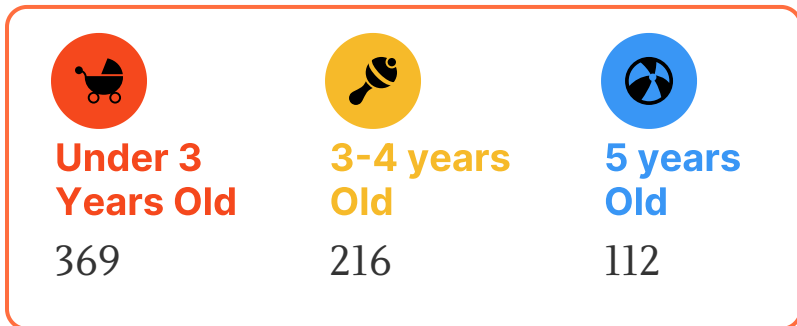 Under 3
Years Old
369
3-4 years
Old
216
5 years
Old
112